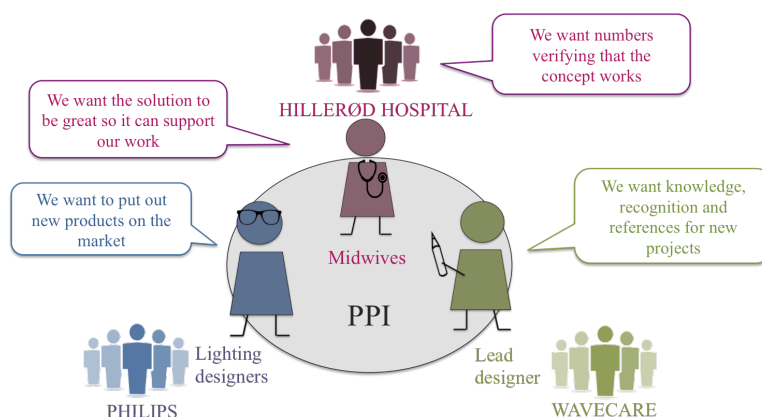 We want numbers
verifying that the
concept works
HILLERØD HOSPITAL
We want the solution to
be great so it can support
our work
We want to put out
new products on the
market
We want knowledge,
recognition and
references for new
projects
Midwives
PPI
Lighting
designers
Lead
designer
PHILIPS
WAVECARE